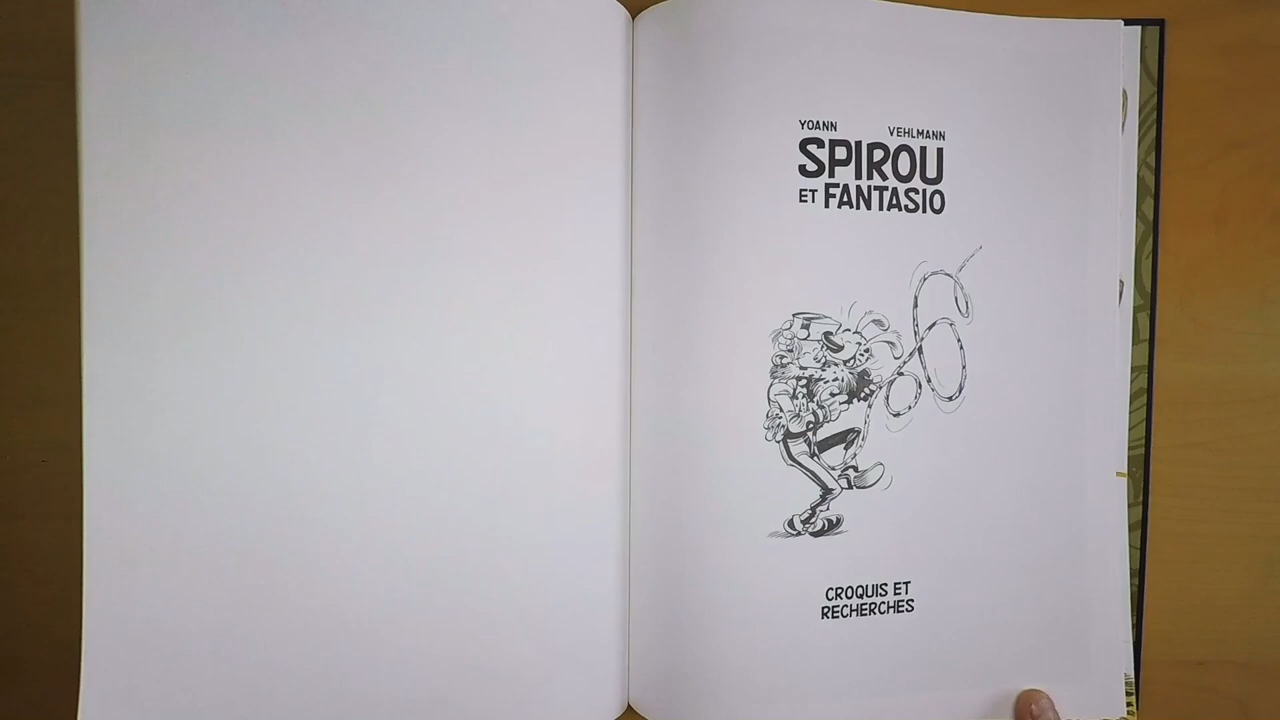 YOANN VEHLMANN
SPIROU
ET FANTASIO
CROQUIS ET
RECHERCHES